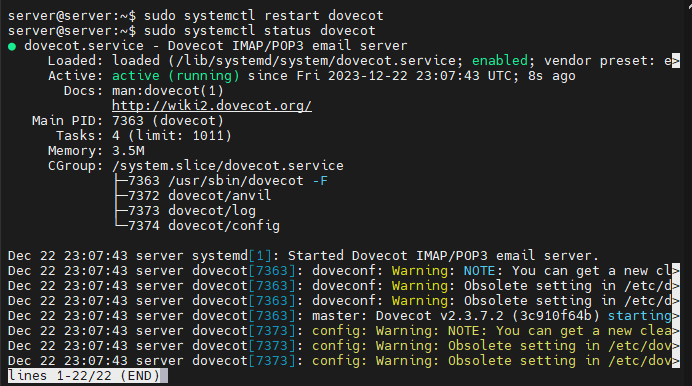 server@server:~$ sudo systemctl restart dovecot
server@server:~$ sudo systemctl status dovecot
● dovecot.service - Dovecot IMAP/POP3 email server
     Loaded: loaded (/lib/systemd/system/dovecot.service; enabled; vendor preset: e>
     Active: active (running) since Fri 2023-12-22 23:07:43 UTC; 8s ago
       Docs: man:dovecot(1)
             http://wiki2.dovecot.org/
   Main PID: 7363 (dovecot)
      Tasks: 4 (limit: 1011)
     Memory: 3.5M
     CGroup: /system.slice/dovecot.service
             ├─7363 /usr/sbin/dovecot -F
             ├─7372 dovecot/anvil
             ├─7373 dovecot/log
             └─7374 dovecot/config

Dec 22 23:07:43 server systemd[1]: Started Dovecot IMAP/POP3 email server.
Dec 22 23:07:43 server dovecot[7363]: doveconf: Warning: NOTE: You can get a new cl>
Dec 22 23:07:43 server dovecot[7363]: doveconf: Warning: Obsolete setting in /etc/d>
Dec 22 23:07:43 server dovecot[7363]: doveconf: Warning: Obsolete setting in /etc/d>
Dec 22 23:07:43 server dovecot[7363]: master: Dovecot v2.3.7.2 (3c910f64b) starting>
Dec 22 23:07:43 server dovecot[7373]: config: Warning: NOTE: You can get a new clea>
Dec 22 23:07:43 server dovecot[7373]: config: Warning: Obsolete setting in /etc/dov>
Dec 22 23:07:43 server dovecot[7373]: config: Warning: Obsolete setting in /etc/dov>
lines 1-22/22 (END)